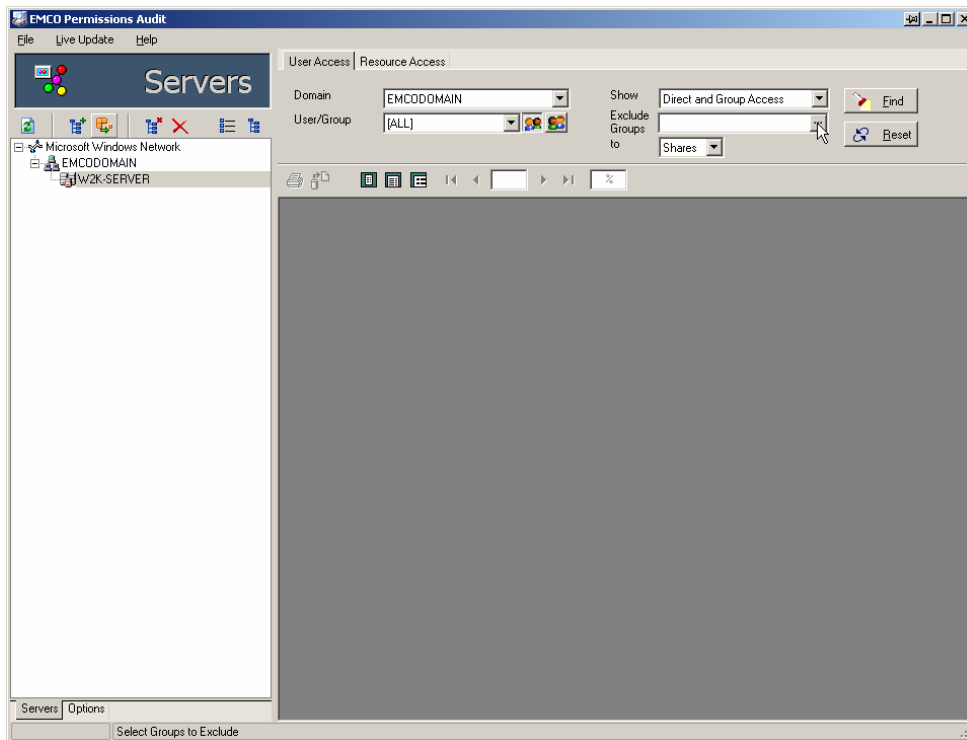 EMCO Permissions Audit
File Live Update Help
Servers
User Access Resource Access
Domain EMCODOMAIN Show Direct and Group Access Find
User/Group [ALL] Exclude Groups to Reset
Shares
%
Microsoft Windows Network
EMCODOMAIN
W2K-SERVER
Servers Options
Select Groups to Exclude